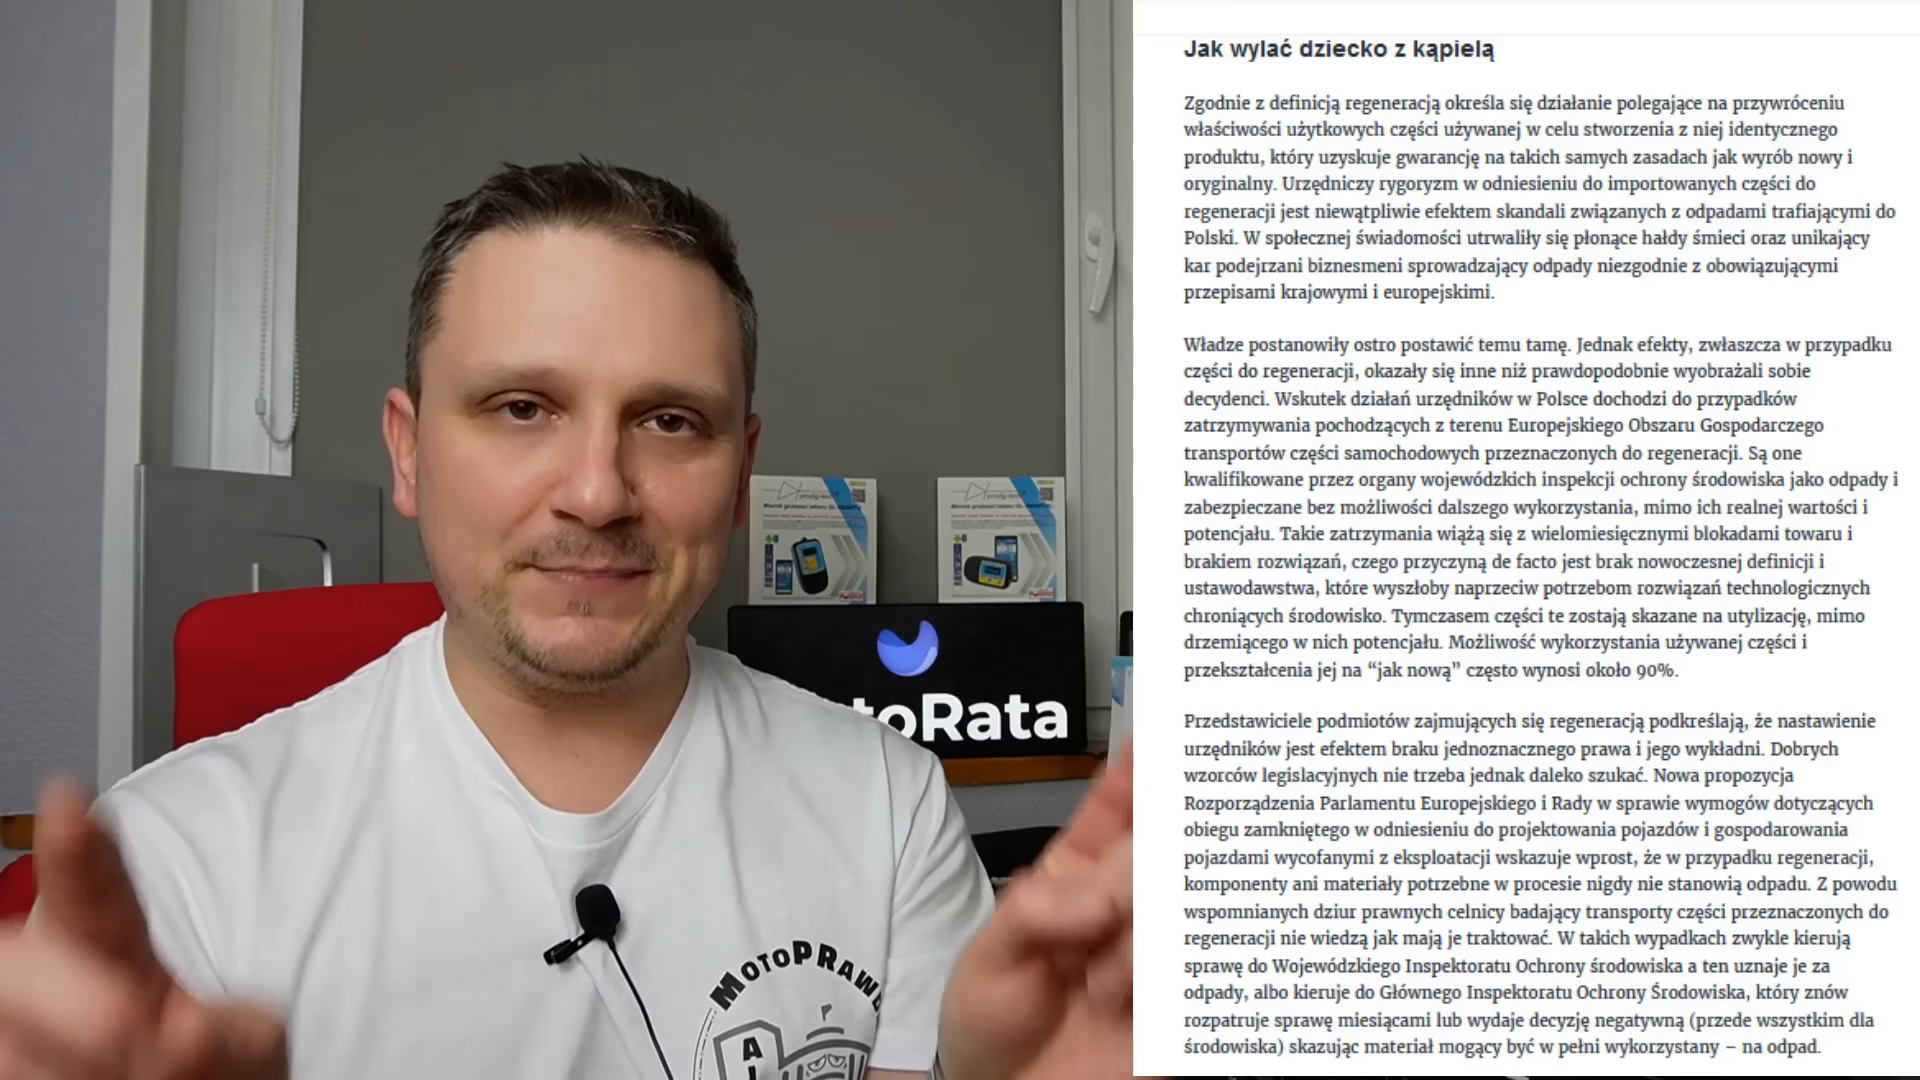 Jak wylać dziecko z kąpielą
Zgodnie z definicją regeneracją określa się działanie polegające na przywróceniu
właściwości użytkowych części używanej w celu stworzenia z niej identycznego
produktu, który uzyskuje gwarancję na takich samych zasadach jak wyrób nowy i
oryginalny. Urzędniczy rygoryzm w odniesieniu do importowanych części do
regeneracji jest niewątpliwie efektem skandali związanych z odpadami trafiającymi do
Polski. W społecznej świadomości utrwaliły się płonące hałdy śmieci oraz unikający
kar podejrzani biznesmeni sprowadzający odpady niezgodnie z obowiązującymi
przepisami krajowymi i europejskimi.
Władze postanowiły ostro postawić temu tamę. Jednak efekty, zwłaszcza w przypadku
części do regeneracji, okazały się inne niż prawdopodobnie wyobrażali sobie
decydenci. Wskutek działań urzędników w Polsce dochodzi do przypadków
zatrzymywania pochodzących z terenu Europejskiego Obszaru Gospodarczego
transportów części samochodowych przeznaczonych do regeneracji. Są one
kwalifikowane przez organy wojewódzkich inspekcji ochrony środowiska jako odpady i
zabezpieczane bez możliwości dalszego wykorzystania, mimo ich realnej wartości i
potencjału. Takie zatrzymania wiążą się z wielomiesięcznymi blokadami towaru i
brakiem rozwiązań, czego przyczyną de facto jest brak nowoczesnej definicji i
ustawodawstwa, które wyszłoby naprzeciw potrzebom rozwiązań technologicznych
chroniących środowisko. Tymczasem części te zostają skazane na utylizację, mimo
drzemiącego w nich potencjału. Możliwość wykorzystania używanej części i
przekształcenia jej na “jak nową” często wynosi około 90%.
Przedstawiciele podmiotów zajmujących się regeneracją podkreślają, że nastawienie
urzędników jest efektem braku jednoznacznego prawa i jego wykładni. Dobrych
wzorców legislacyjnych nie trzeba jednak daleko szukać. Nowa propozycja
Rozporządzenia Parlamentu Europejskiego i Rady w sprawie wymogów dotyczących
obiegu zamkniętego w odniesieniu do projektowania pojazdów i gospodarowania
pojazdami wycofanymi z eksploatacji wskazuje wprost, że w przypadku regeneracji,
komponenty ani materiały potrzebne w procesie nigdy nie stanowią odpadu. Z powodu
wspomnianych dziur prawnych celnicy badający transporty części przeznaczonych do
regeneracji nie wiedzą jak mają je traktować. W takich wypadkach zwykle kierują
sprawę do Wojewódzkiego Inspektoratu Ochrony środowiska a ten uznaje je za
odpady, albo kieruje do Głównego Inspektoratu Ochrony Środowiska, który znów
rozpatruje sprawę miesiącami lub wydaje decyzję negatywną (przede wszystkim dla
środowiska) skazując materiał mogący być w pełni wykorzystany – na odpad.
toRata
MOTOPRAW
A